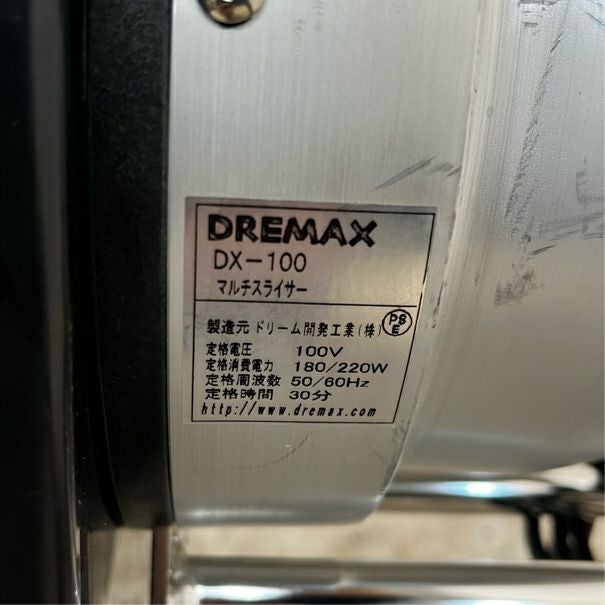 DREMAX
DX-100
マルチスライサー
製造元 ドリーム開発工業(株) PSE
定格電圧 100V
定格消費電力 180/220W
定格周波数 50/60Hz
定格時間 30分
http://www.dremax.com